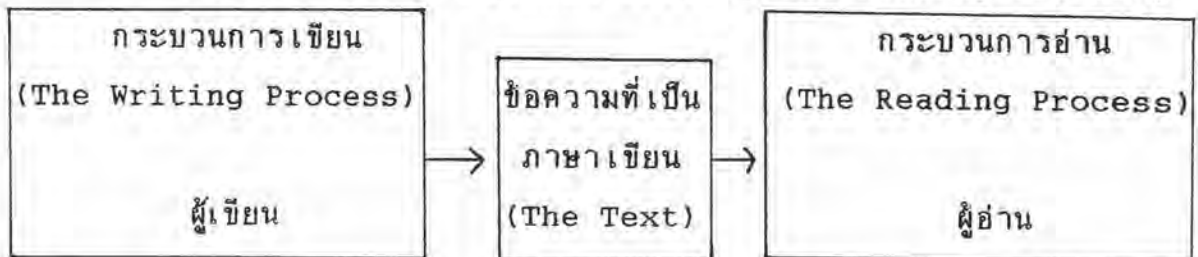 กระบวนการเขียน
(The Writing Process)
ผู้เขียน
ข้อความที่เป็น
ภาษาเขียน
(The Text)
กระบวนการอ่าน
(The Reading Process)
ผู้อ่าน